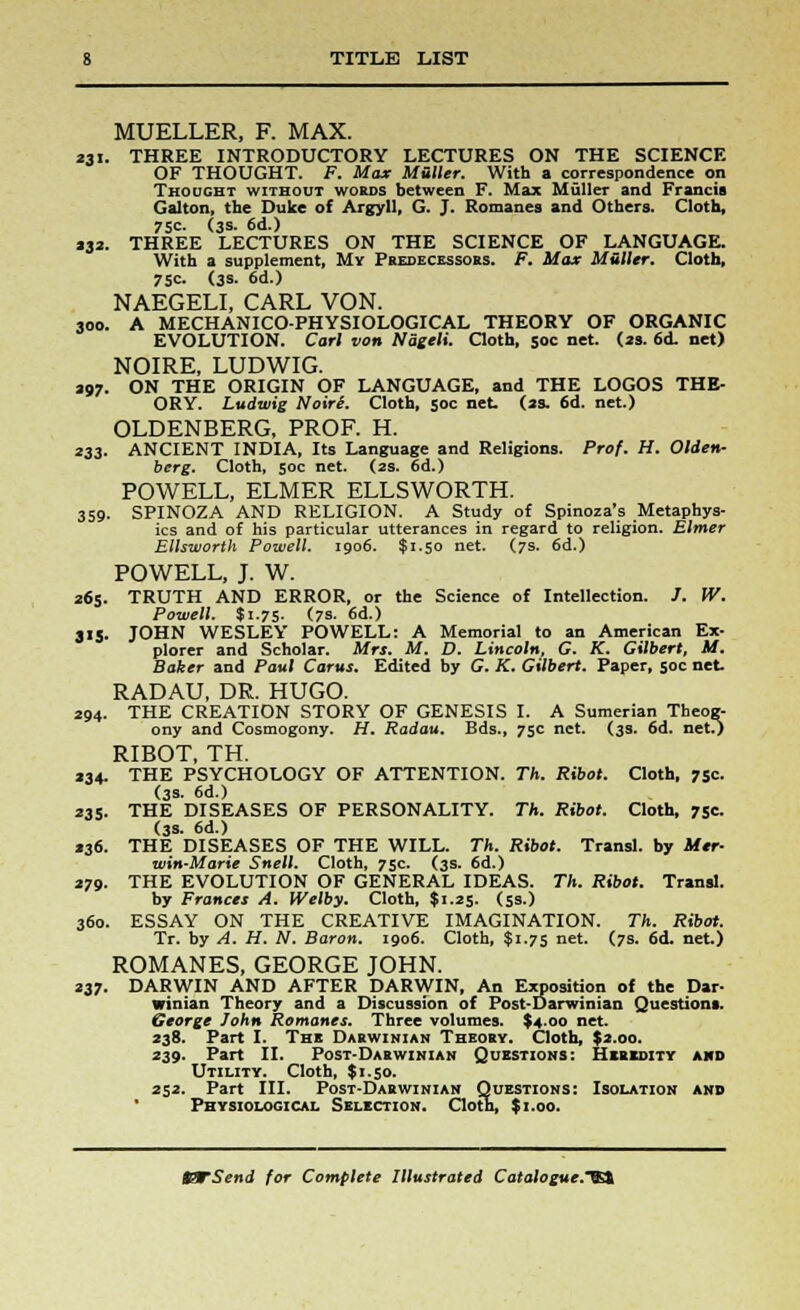 8 TITLE LIST
MUELLER, F. MAX.
231. THREE INTRODUCTORY LECTURES ON THE SCIENCE
OF THOUGHT. F. Max Müller. With a correspondence on
THOUGHT WITHOUT WORDS between F. Max Müller and Francis
Galton, the Duke of Argyll, G. J. Romanes and Others. Cloth,
75c. (3s. 6d.)
232. THREE LECTURES ON THE SCIENCE OF LANGUAGE.
With a supplement, MY PREDECESSORS. F. Max Müller. Cloth,
75c. (3s. 6d.)
NAEGELI, CARL VON.
300. A MECHANICO-PHYSIOLOGICAL THEORY OF ORGANIC
EVOLUTION. Carl von Nägeli. Cloth, 50c net. (2s. 6d. net)
NOIRE, LUDWIG.
297. ON THE ORIGIN OF LANGUAGE, and THE LOGOS THE-
ORY. Ludwig Noiré. Cloth, 50c net. (2s. 6d. net.)
OLDENBERG, PROF. H.
233. ANCIENT INDIA, Its Language and Religions. Prof. H. Olden-
berg. Cloth, 50c net. (2s. 6d.)
POWELL, ELMER ELLSWORTH.
359. SPINOZA AND RELIGION. A Study of Spinoza's Metaphys-
ics and of his particular utterances in regard to religion. Elmer
Ellsworth Powell. 1906. $1.50 net. (7s. 6d.)
POWELL, J. W.
265. TRUTH AND ERROR, or the Science of Intellection. J. W.
Powell. $1.75. (7s. 6d.)
315. JOHN WESLEY POWELL: A Memorial to an American Ex-
plorer and Scholar. Mrs. M. D. Lincoln, G. K. Gilbert, M.
Baker and Paul Carus. Edited by G. K. Gilbert. Paper, 50c net.
RADAU, DR. HUGO.
294. THE CREATION STORY OF GENESIS I. A Sumerian Theog-
ony and Cosmogony. H. Radau. Bds., 75c net. (3s. 6d. net.)
RIBOT, TH.
234. THE PSYCHOLOGY OF ATTENTION. Th. Ribot. Cloth, 75c.
(3s. 6d.)
235. THE DISEASES OF PERSONALITY. Th. Ribot. Cloth, 75c.
(3s. 6d.)
236. THE DISEASES OF THE WILL. Th. Ribot. Transl. by Mer-
win-Marie Snell. Cloth, 75c. (3s. 6d.)
279. THE EVOLUTION OF GENERAL IDEAS. Th. Ribot. Transl.
by Frances A. Welby. Cloth, $1.25. (5s.)
360. ESSAY ON THE CREATIVE IMAGINATION. Th. Ribot.
Tr. by A. H. N. Baron. 1906. Cloth, $1.75 net. (7s. 6d. net.)
ROMANES, GEORGE JOHN.
237. DARWIN AND AFTER DARWIN, An Exposition of the Dar-
winian Theory and a Discussion of Post-Darwinian Questions.
George John Romanes. Three volumes. $4.00 net.
238. Part I. THE DARWINIAN THEORY. Cloth, $2.00.
239. Part II. POST-DARWINIAN QUESTIONS: HEREDITY AND
UTILITY. Cloth, $1.50.
252. Part III. POST-DARWINIAN QUESTIONS: ISOLATION AND
PHYSIOLOGICAL SELECTION. Cloth, $1.00.
☞Send for Complete Illustrated Catalogue.☜